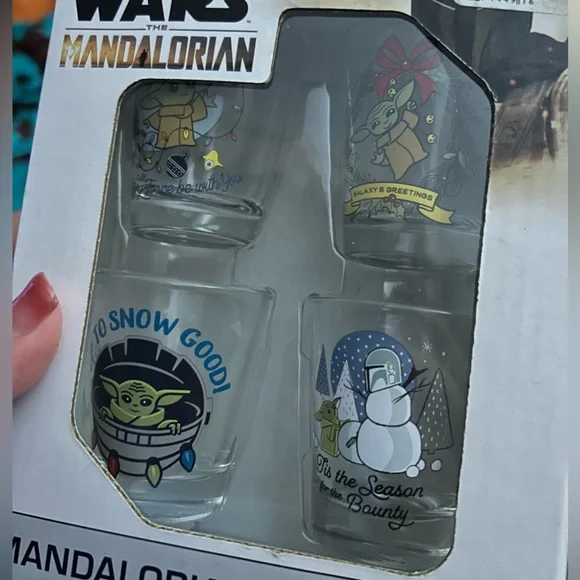 WARS
THE
MANDALORIAN
Force be with You
GALAXY'S GREETINGS
TO SNOW GOOD!
'Tis the Season
for the
Bounty
MANDALORI